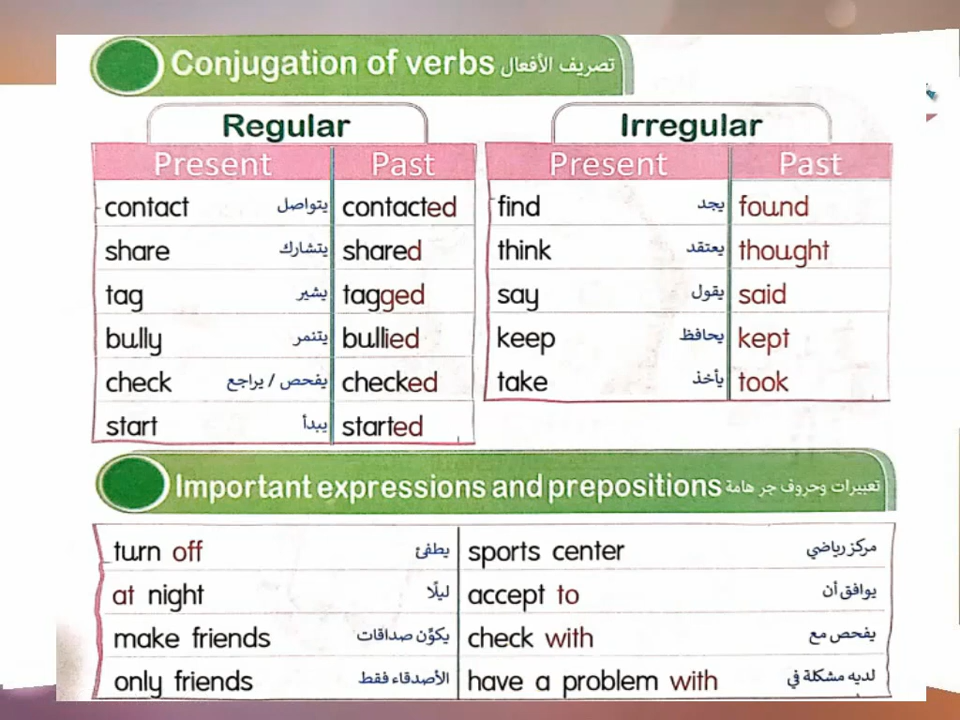 Conjugation of verbs تصريف الأفعال
Regular
Present Past
contact يتواصل contacted
share يتشارك shared
tag يشير tagged
bully يتنمر bullied
check يفحص / يراجع checked
start يبدأ started
Irregular
Present Past
find يجد found
think يعتقد thought
say يقول said
keep يحافظ kept
take يأخذ took
Important expressions and prepositions تعبيرات وحروف جر هامة
turn off يطفئ sports center مركز رياضي
at night ليلًا accept to يوافق أن
make friends يكوّن صداقات check with يفحص مع
only friends الأصدقاء فقط have a problem with لديه مشكلة في